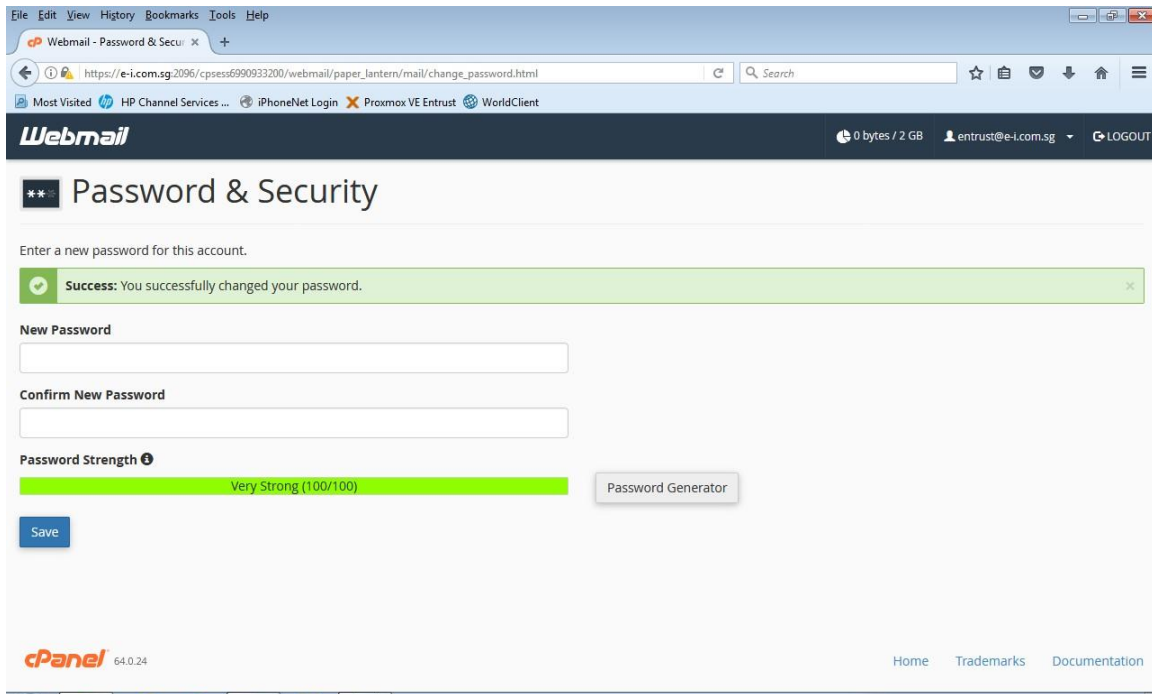 File Edit View History Bookmarks Tools Help
Webmail - Password & Secur
https://e-i.com.sg:2096/cpsess6990933200/webmail/paper_lantern/mail/change_password.html Search
Most Visited HP Channel Services ... iPhoneNet Login Proxmox VE Entrust WorldClient
Webmail 0 bytes / 2 GB entrust@e-i.com.sg LOGOUT
Password & Security
Enter a new password for this account.
Success: You successfully changed your password.
New Password
Confirm New Password
Password Strength
Very Strong (100/100) Password Generator
Save
cPanel 64.0.24 Home Trademarks Documentation